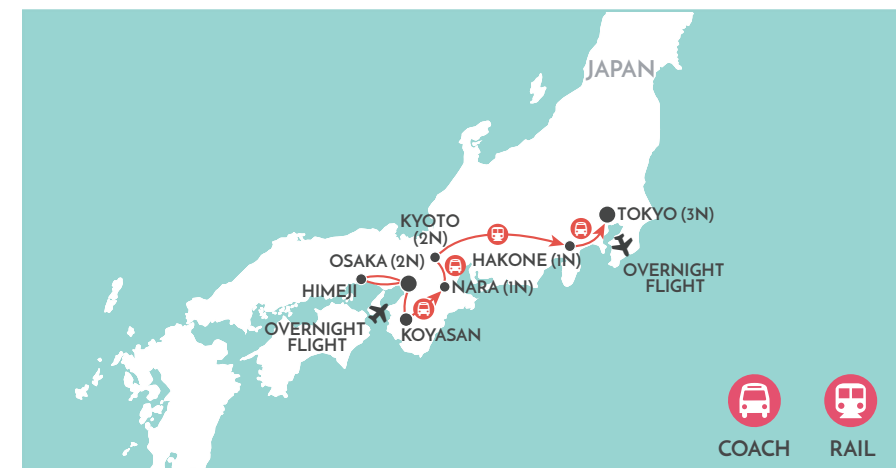 JAPAN
TOKYO (3N)
KYOTO
(2N)
OSAKA (2N)
HAKONE (1N)
OVERNIGHT
FLIGHT
HIMEJI
NARA (1N)
OVERNIGHT
FLIGHT
KOYASAN
COACH
RAIL